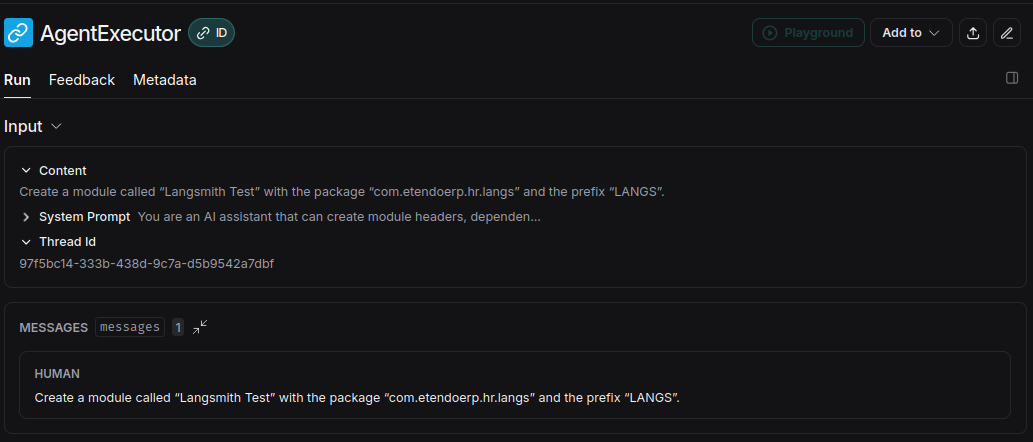 AgentExecutor ID Playground Add to
Run Feedback Metadata
Input
Content
Create a module called “Langsmith Test” with the package “com.etendoerp.hr.langs” and the prefix “LANGS”.
System Prompt You are an AI assistant that can create module headers, dependen...
Thread Id
97f5bc14-333b-438d-9c7a-d5b9542a7dbf
MESSAGES messages 1
HUMAN
Create a module called “Langsmith Test” with the package “com.etendoerp.hr.langs” and the prefix “LANGS”.